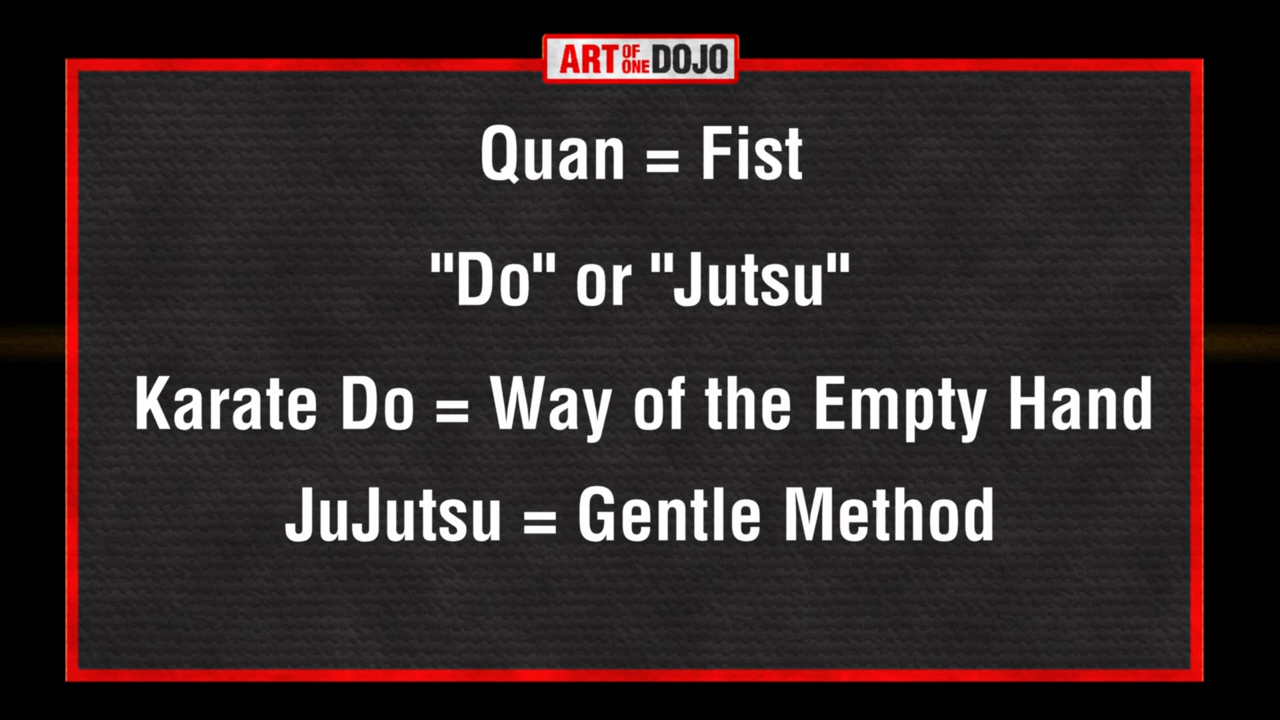 ART OF ONE DOJO
Quan = Fist
"Do" or "Jutsu"
Karate Do = Way of the Empty Hand
JuJutsu = Gentle Method